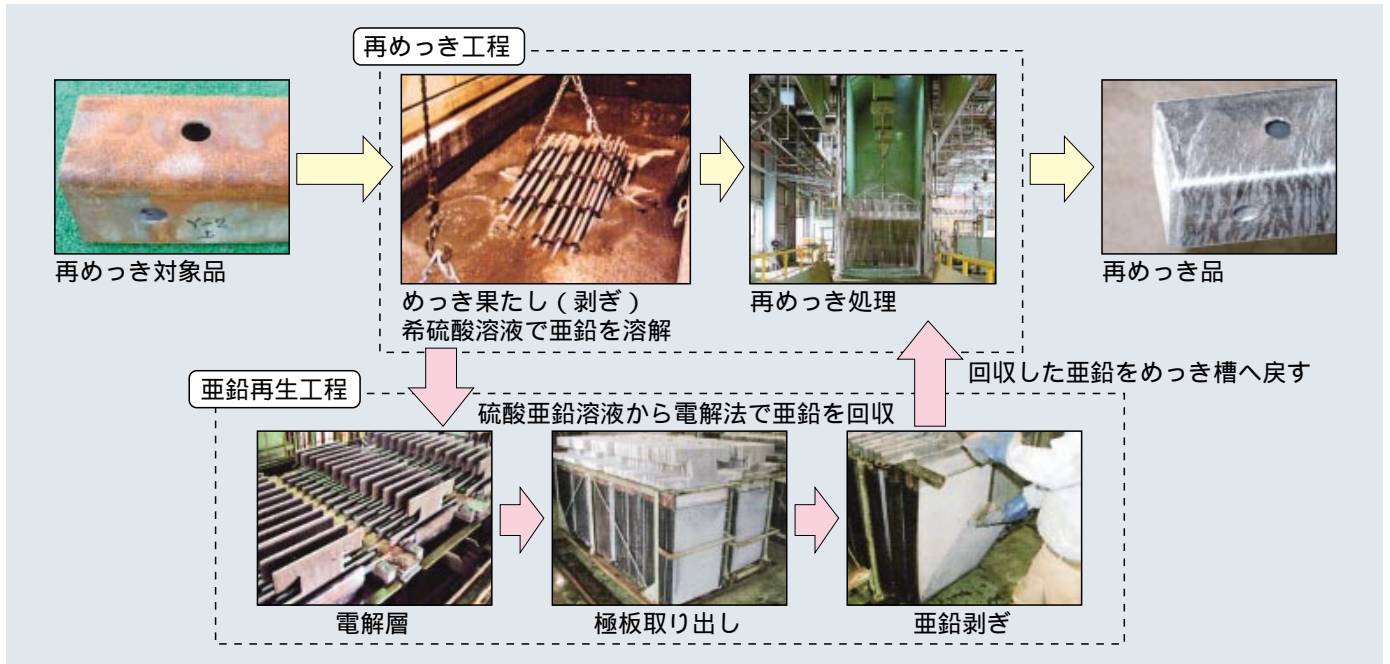 再めっき工程
再めっき対象品
めっき果たし(剥ぎ)
希硫酸溶液で亜鉛を溶解
再めっき処理
再めっき品
亜鉛再生工程
回収した亜鉛をめっき槽へ戻す
硫酸亜鉛溶液から電解法で亜鉛を回収
電解層
極板取り出し
亜鉛剥ぎ